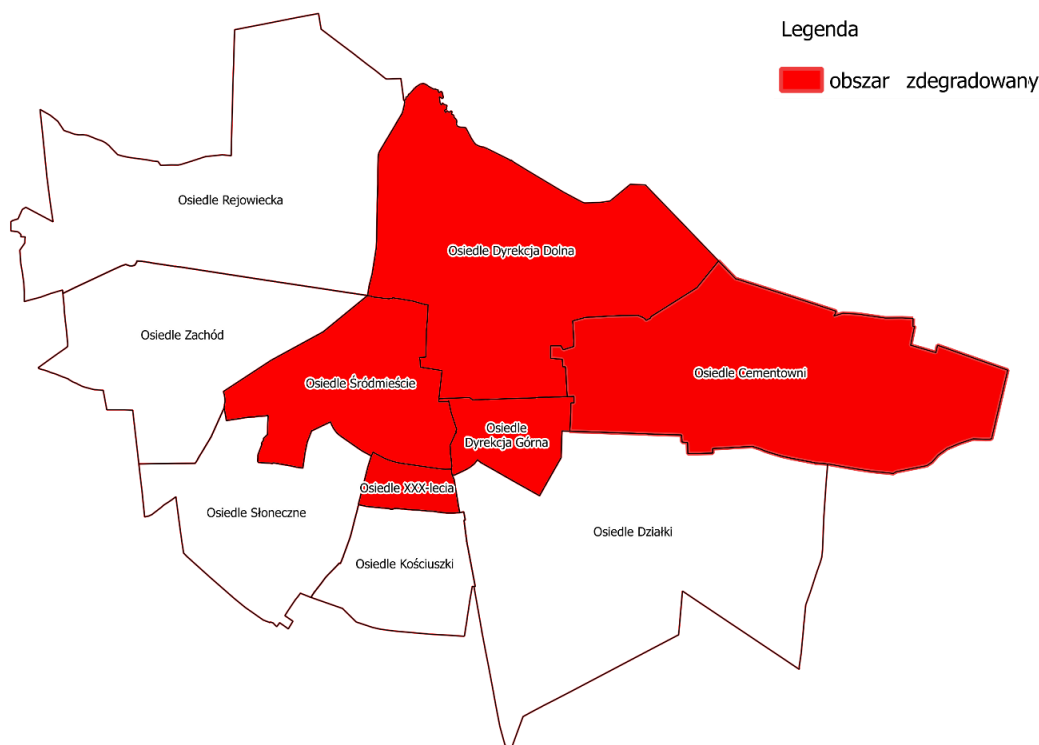 Legenda
obszar zdegradowany
Osiedle Rejowiecka
Osiedle Dyrekcja Dolna
Osiedle Zachód
Osiedle Śródmieście
Osiedle Cementowni
Osiedle
Dyrekcja Górna
Osiedle XXX-lecia
Osiedle Słoneczne
Osiedle Działki
Osiedle Kościuszki